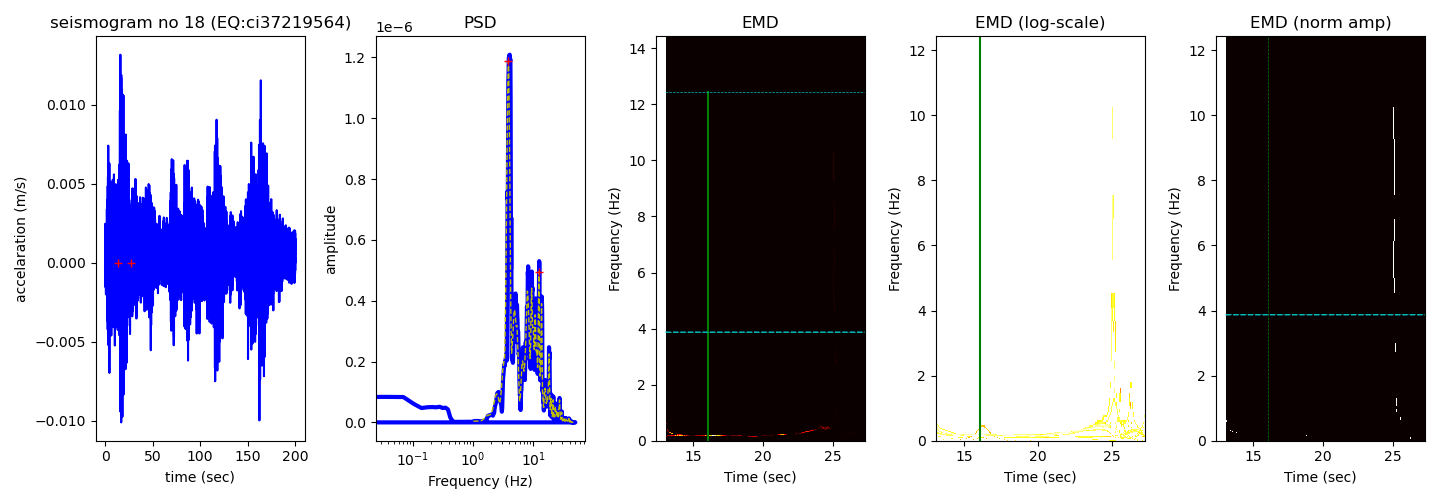 seismogram no 18 (EQ:ci37219564)
accelaration (m/s)
0.010
0.005
0.000
−0.005
−0.010
0 50 100 150 200
time (sec)
PSD
1e−6
amplitude
1.2
1.0
0.8
0.6
0.4
0.2
0.0
10⁻¹ 10⁰ 10¹
Frequency (Hz)
EMD
Frequency (Hz)
14
12
10
8
6
4
2
0
15 20 25
Time (sec)
EMD (log-scale)
Frequency (Hz)
12
10
8
6
4
2
0
15 20 25
Time (sec)
EMD (norm amp)
Frequency (Hz)
12
10
8
6
4
2
0
15 20 25
Time (sec)